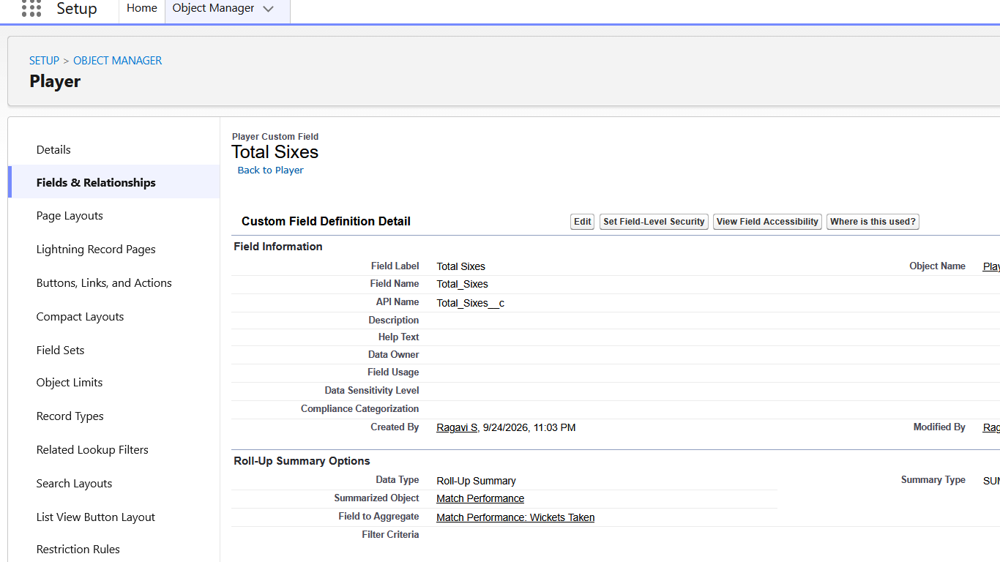 Setup
Home
Object Manager
SETUP > OBJECT MANAGER
Player
Details
Fields & Relationships
Page Layouts
Lightning Record Pages
Buttons, Links, and Actions
Compact Layouts
Field Sets
Object Limits
Record Types
Related Lookup Filters
Search Layouts
List View Button Layout
Restriction Rules
Player Custom Field
Total Sixes
Back to Player
Custom Field Definition Detail
Edit
Set Field-Level Security
View Field Accessibility
Where is this used?
Field Information
Field Label Total Sixes Object Name
Field Name Total_Sixes
API Name Total_Sixes__c
Description
Help Text
Data Owner
Field Usage
Data Sensitivity Level
Compliance Categorization
Created By Ragavi S, 9/24/2026, 11:03 PM Modified By
Roll-Up Summary Options
Data Type Roll-Up Summary Summary Type
Summarized Object Match Performance
Field to Aggregate Match Performance: Wickets Taken
Filter Criteria